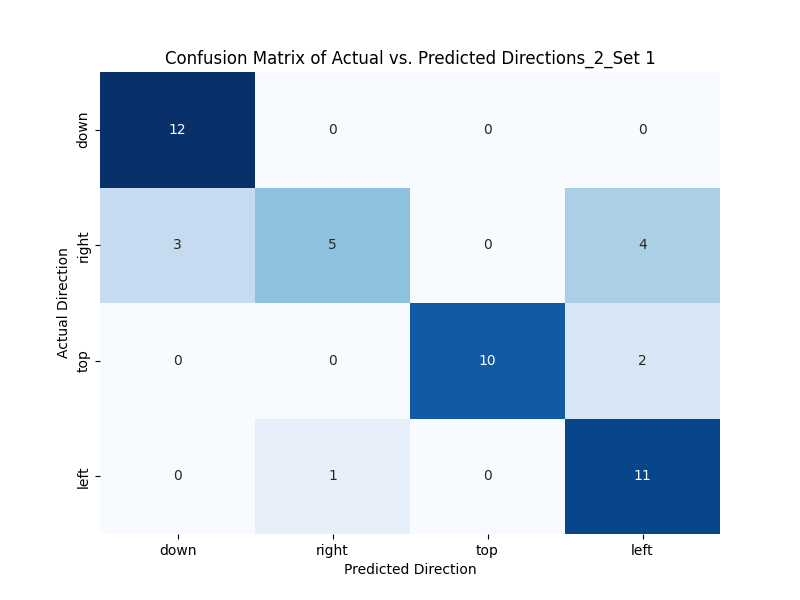 Confusion Matrix of Actual vs. Predicted Directions_2_Set 1
Actual Direction
down
12 0 0 0
right
3 5 0 4
top
0 0 10 2
left
0 1 0 11
down right top left
Predicted Direction